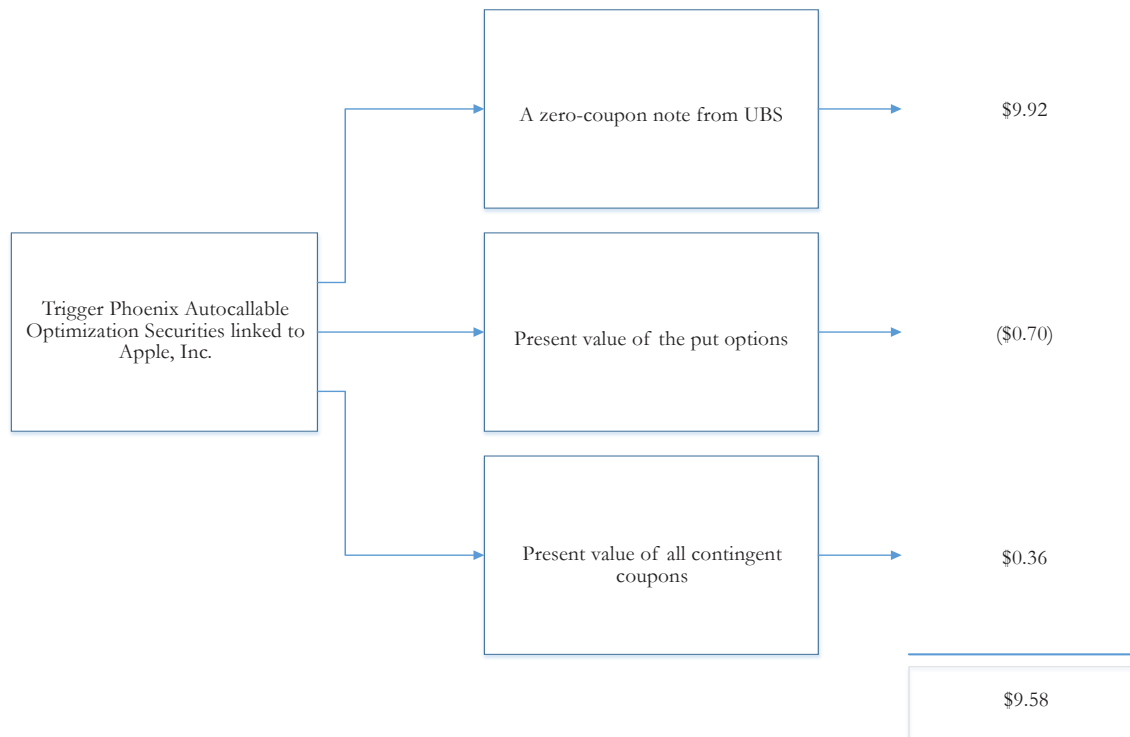 A zero-coupon note from UBS
$9.92
Trigger Phoenix Autocallable
Optimization Securities linked to
Apple, Inc.
Present value of the put options
($0.70)
Present value of all contingent
coupons
$0.36
$9.58